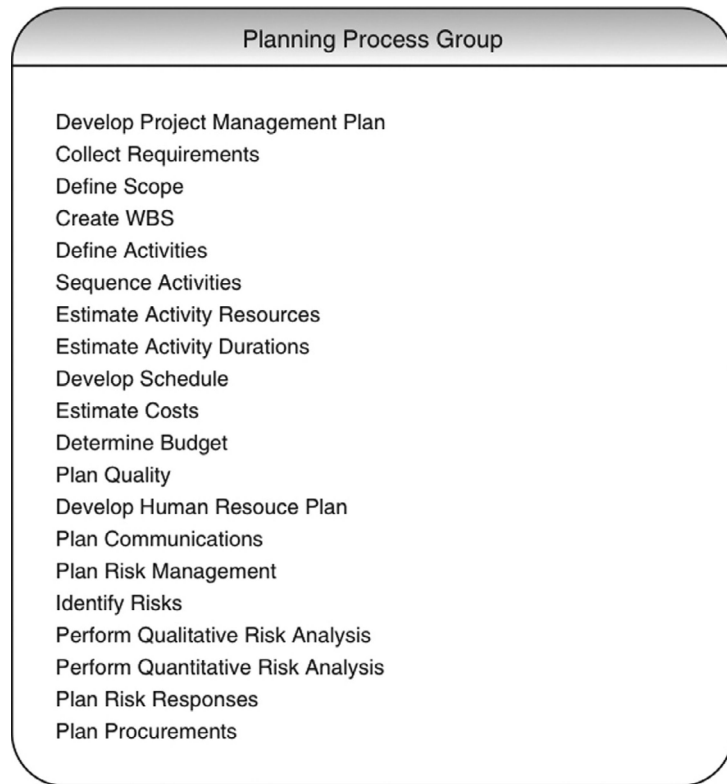 Planning Process Group
Develop Project Management Plan
Collect Requirements
Define Scope
Create WBS
Define Activities
Sequence Activities
Estimate Activity Resources
Estimate Activity Durations
Develop Schedule
Estimate Costs
Determine Budget
Plan Quality
Develop Human Resouce Plan
Plan Communications
Plan Risk Management
Identify Risks
Perform Qualitative Risk Analysis
Perform Quantitative Risk Analysis
Plan Risk Responses
Plan Procurements